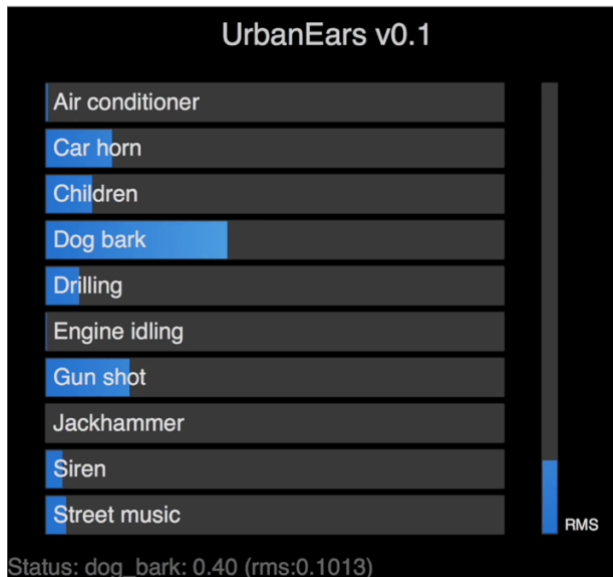 UrbanEars v0.1
Air conditioner
Car horn
Children
Dog bark
Drilling
Engine idling
Gun shot
Jackhammer
Siren
Street music
RMS
Status: dog_bark: 0.40 (rms:0.1013)